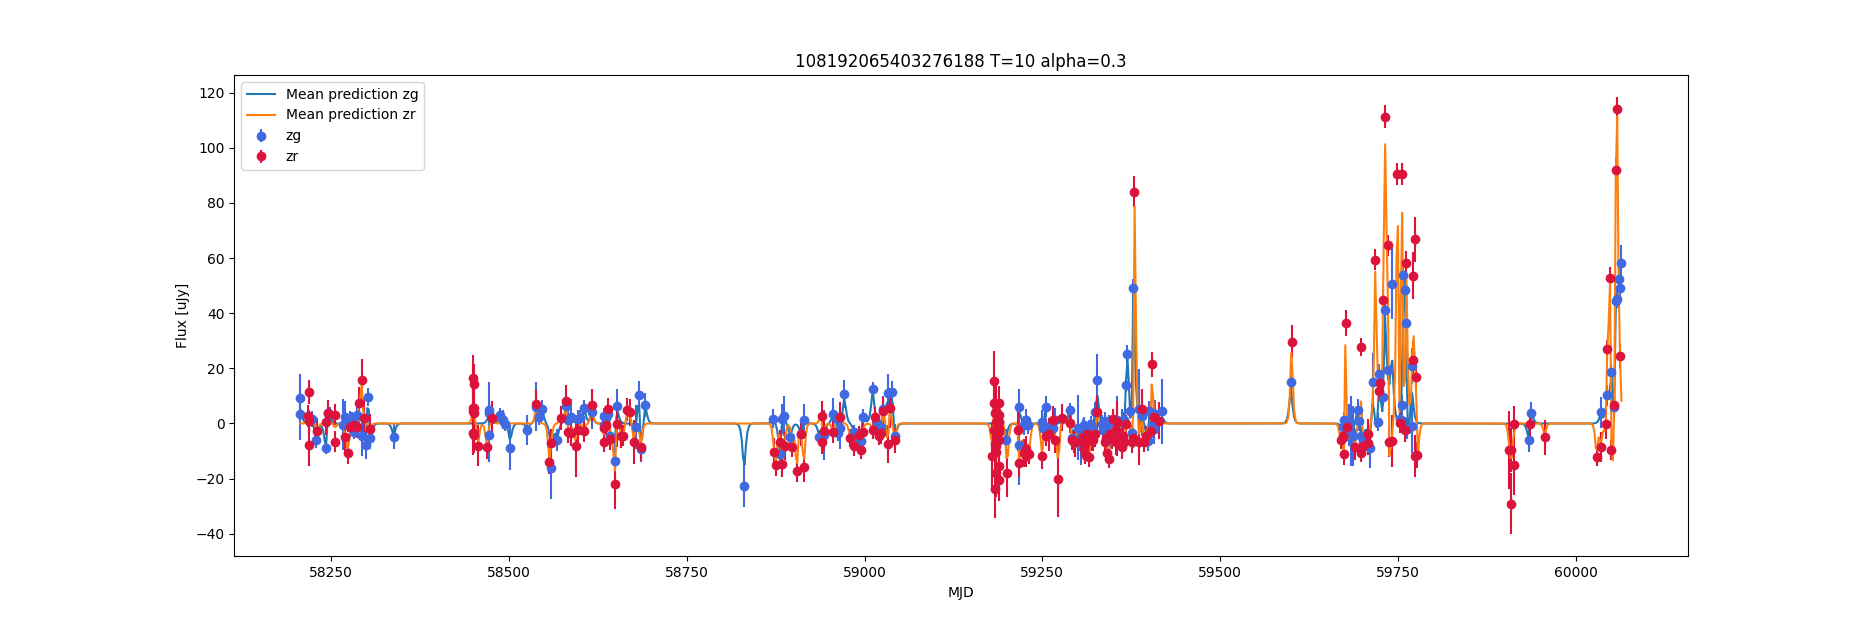 108192065403276188 T=10 alpha=0.3
Mean prediction zg
Mean prediction zr
zg
zr
Flux [uJy]
120
100
80
60
40
20
0
−20
−40
58250 58500 58750 59000 59250 59500 59750 60000
MJD